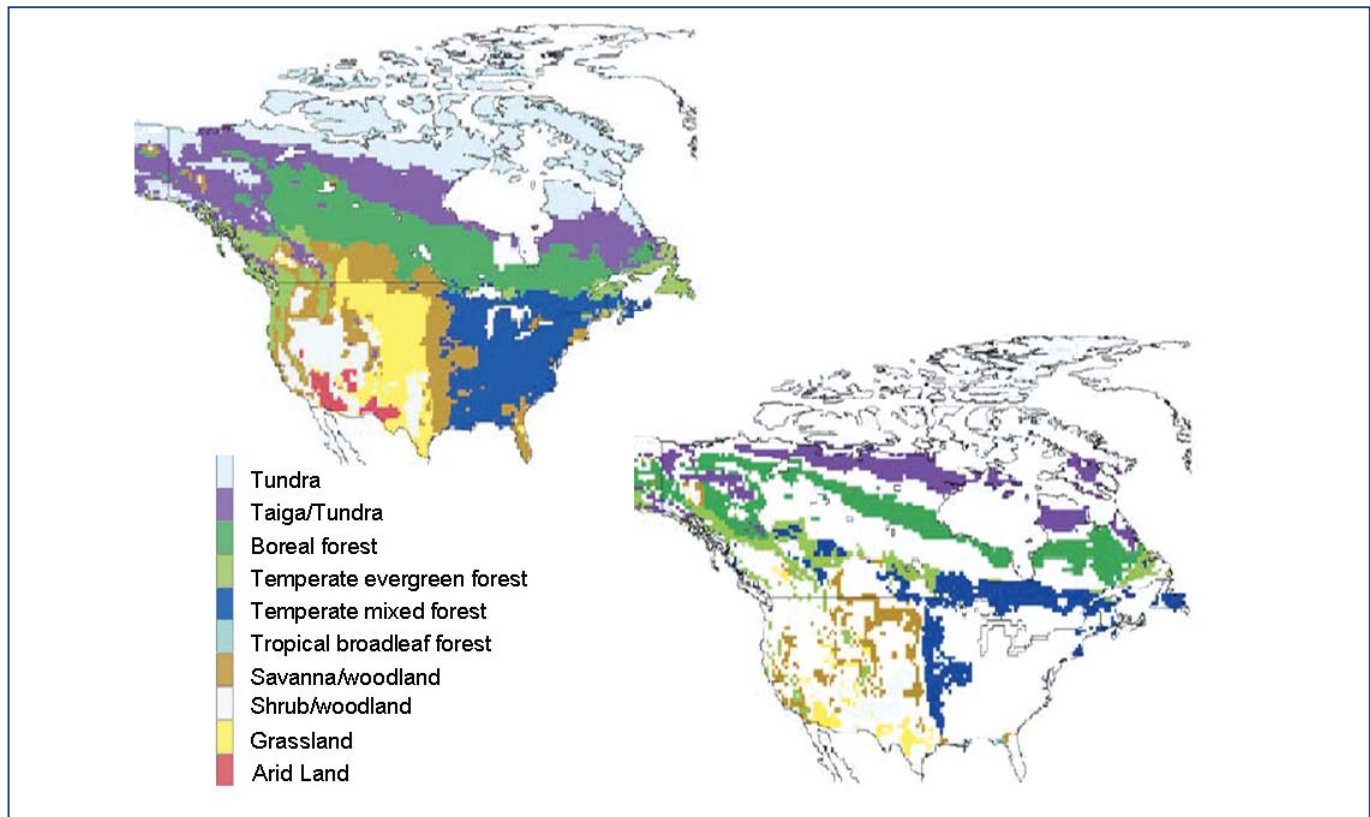 Tundra
Taiga/Tundra
Boreal forest
Temperate evergreen forest
Temperate mixed forest
Tropical broadleaf forest
Savanna/woodland
Shrub/woodland
Grassland
Arid Land